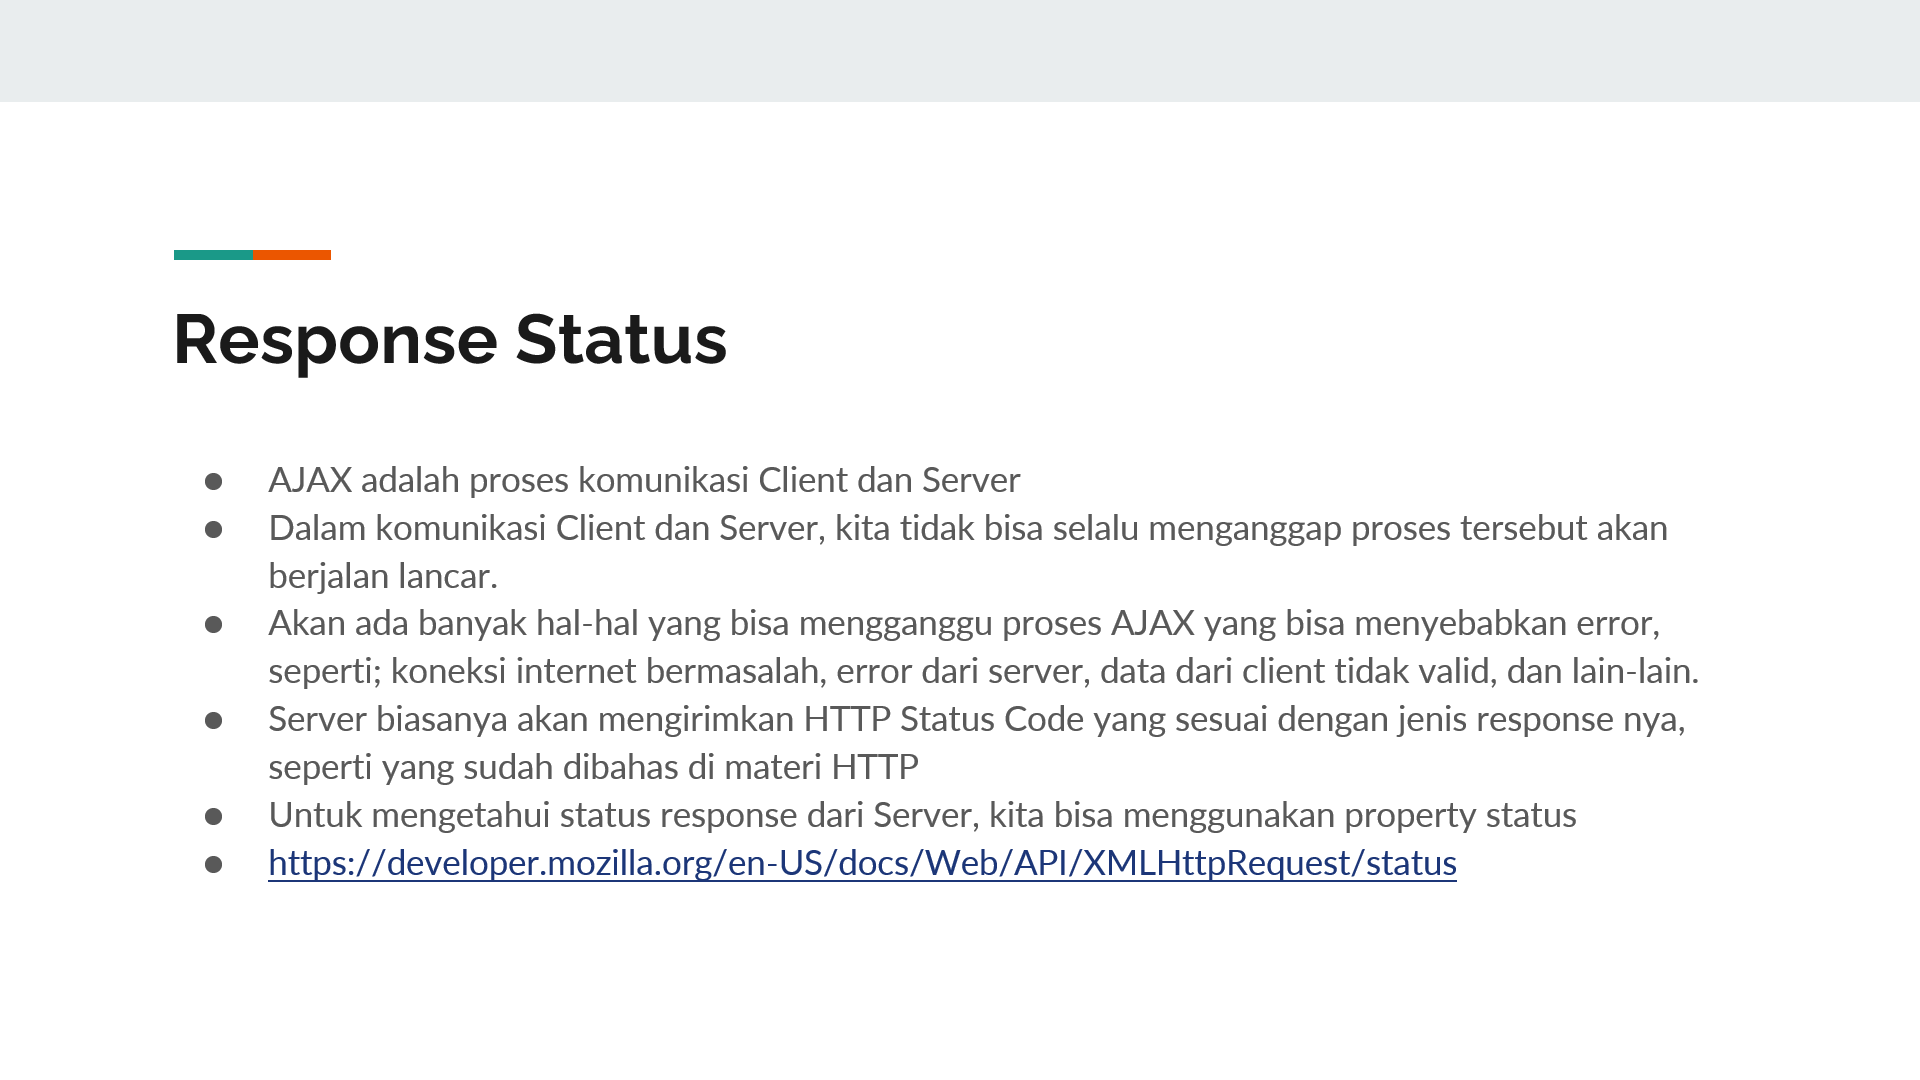 Response Status
● AJAX adalah proses komunikasi Client dan Server
● Dalam komunikasi Client dan Server, kita tidak bisa selalu menganggap proses tersebut akan
berjalan lancar.
● Akan ada banyak hal-hal yang bisa mengganggu proses AJAX yang bisa menyebabkan error,
seperti; koneksi internet bermasalah, error dari server, data dari client tidak valid, dan lain-lain.
● Server biasanya akan mengirimkan HTTP Status Code yang sesuai dengan jenis response nya,
seperti yang sudah dibahas di materi HTTP
● Untuk mengetahui status response dari Server, kita bisa menggunakan property status
● https://developer.mozilla.org/en-US/docs/Web/API/XMLHttpRequest/status